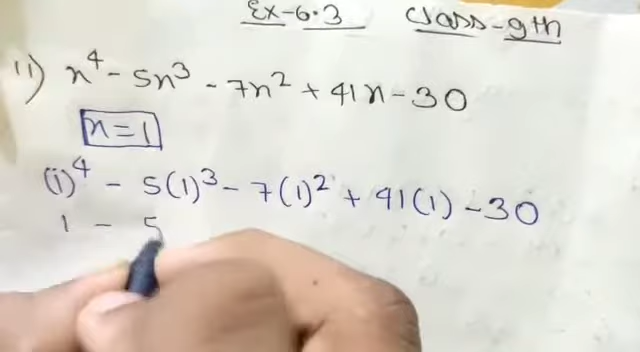 Ex-6.3 Class-9th
11) x⁴ - 5x³ - 7x² + 41x - 30
x = 1
(1)⁴ - 5(1)³ - 7(1)² + 41(1) - 30
1 - 5